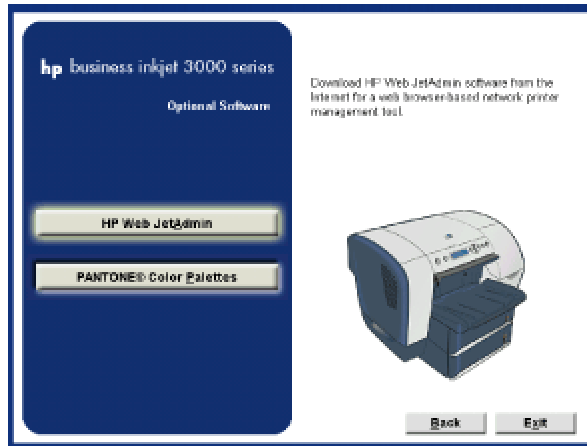 hp business inkjet 3000 series
Optional Software
HP Web JetAdmin
PANTONE® Color Palettes
Download HP Web JetAdmin software from the
Internet for a web browser-based network printer
management tool.
Back
Exit